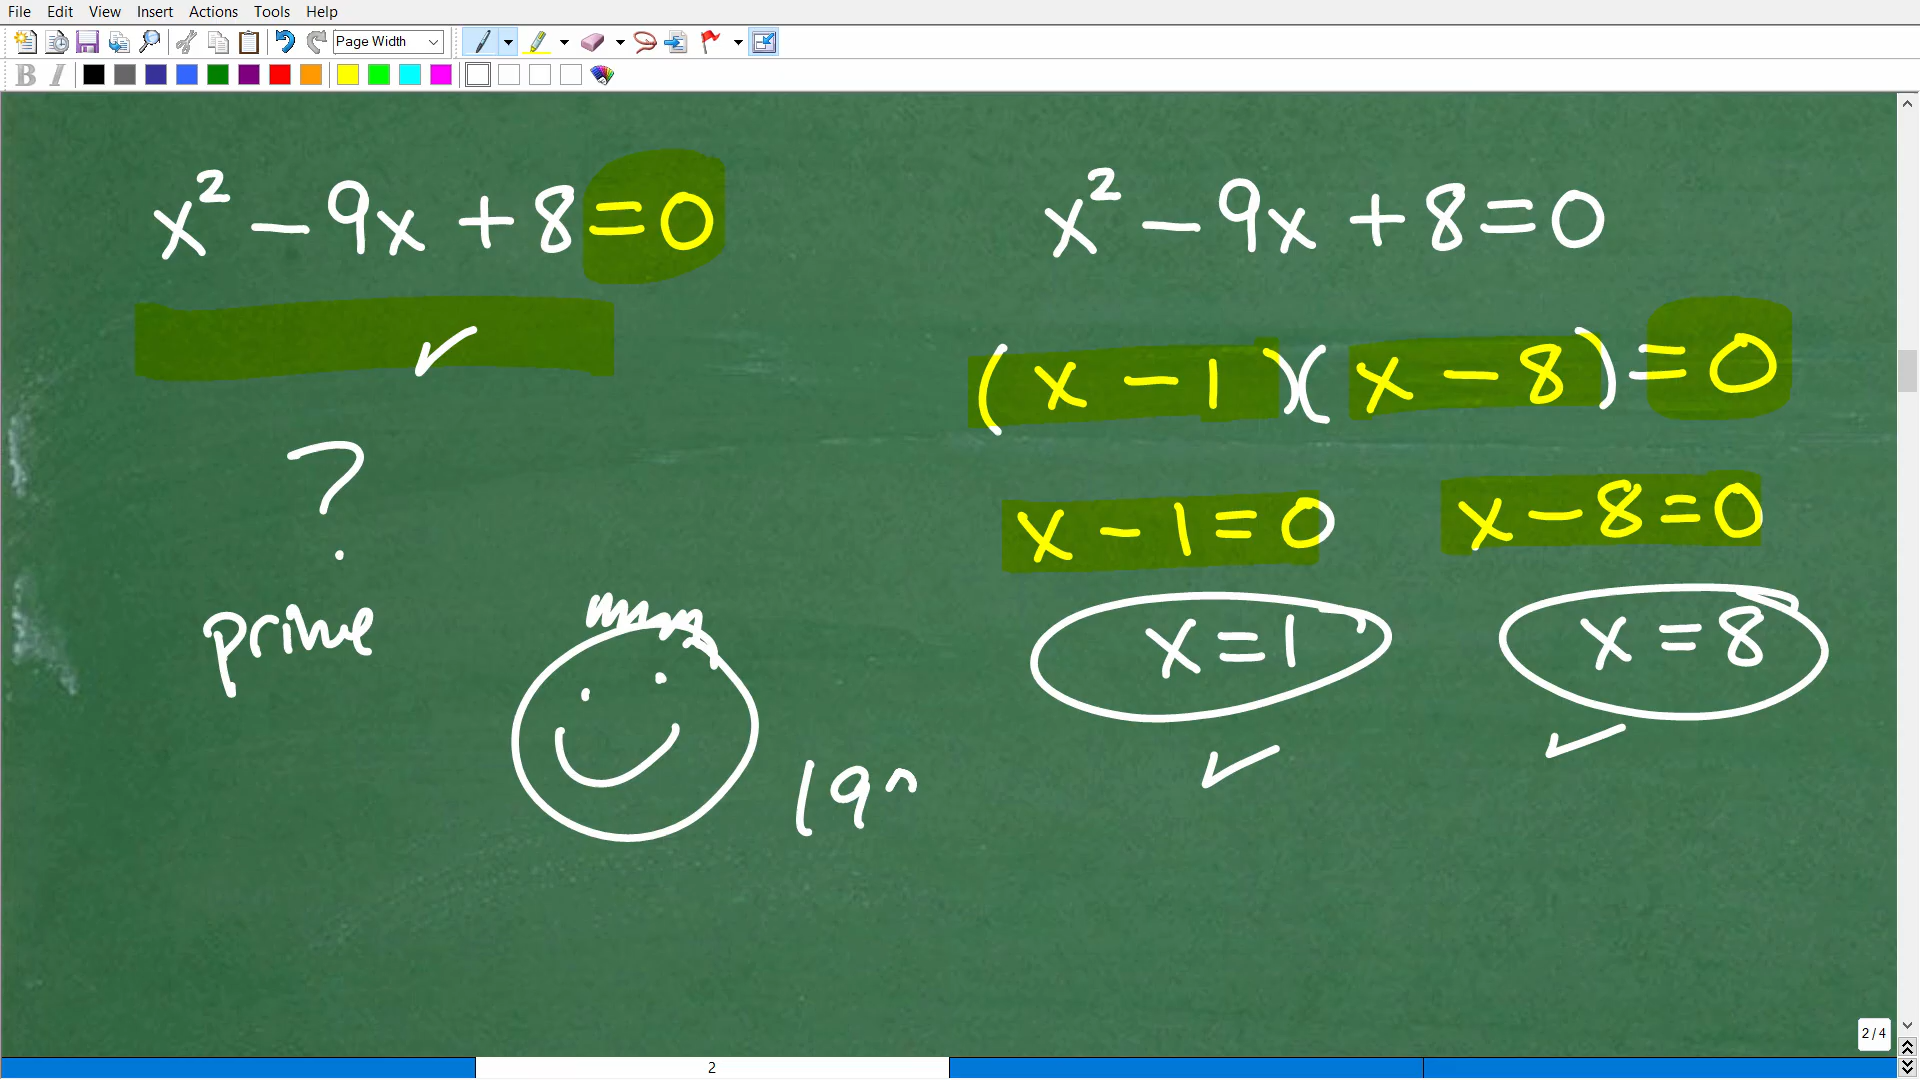 File Edit View Insert Actions Tools Help
Page Width
B I
x² − 9x + 8 = 0
?
prime
x² − 9x + 8 = 0
(x − 1)(x − 8) = 0
x − 1 = 0 x − 8 = 0
x = 1 x = 8
2 / 4
2